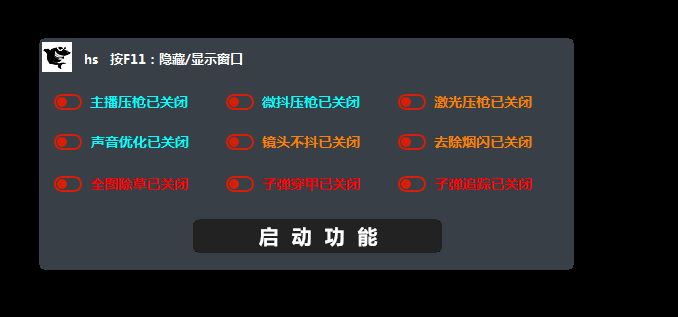 hs 按F11：隐藏/显示窗口
主播压枪已关闭 微抖压枪已关闭 激光压枪已关闭
声音优化已关闭 镜头不抖已关闭 去除烟闪已关闭
全图除草已关闭 子弹穿甲已关闭 子弹追踪已关闭
启动功能